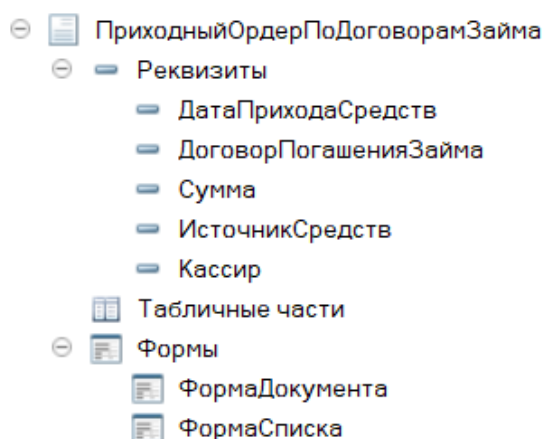 ПриходныйОрдерПоДоговорамЗайма
Реквизиты
ДатаПриходаСредств
ДоговорПогашенияЗайма
Сумма
ИсточникСредств
Кассир
Табличные части
Формы
ФормаДокумента
ФормаСписка